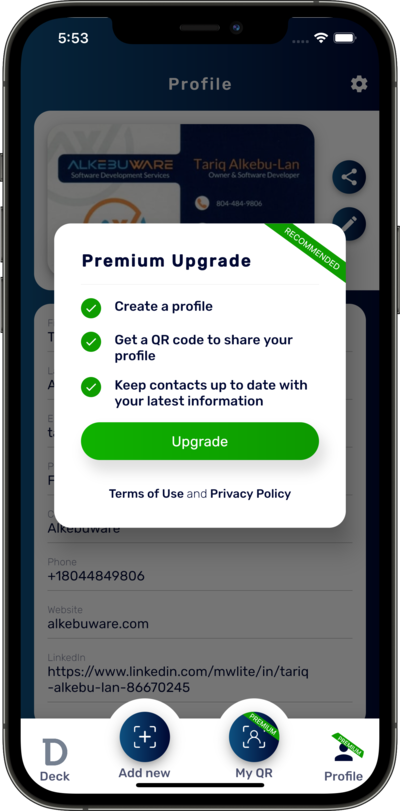 5:53
Profile
ALKEBUWARE
Software Development Services
Tariq Alkebu-Lan
Owner & Software Developer
804-484-9806
RECOMMENDED
Premium Upgrade
Create a profile
Get a QR code to share your
profile
Keep contacts up to date with
your latest information
Upgrade
Terms of Use and Privacy Policy
Alkebuware
Phone
+18044849806
Website
alkebuware.com
LinkedIn
https://www.linkedin.com/mwlite/in/tariq
-alkebu-lan-86670245
D
Deck
Add new
PREMIUM
My QR
PREMIUM
Profile